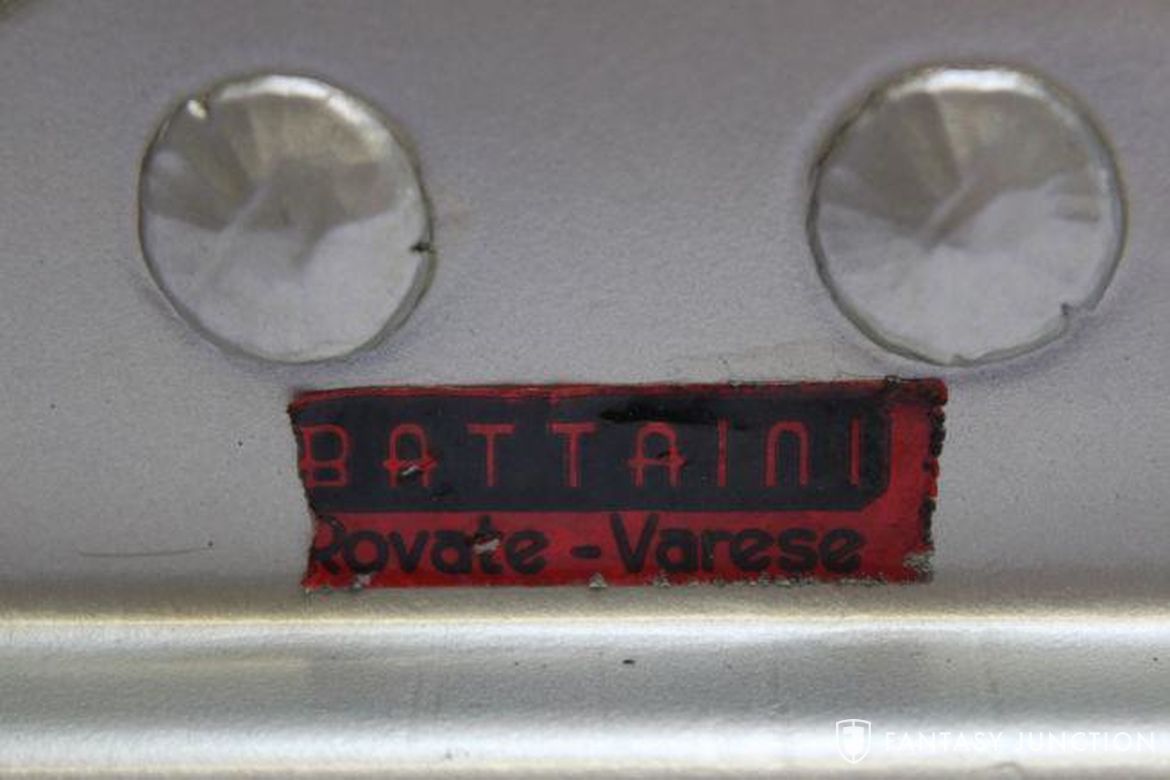 BATTAINI
Rovate - Varese
FANTASY JUNCTION